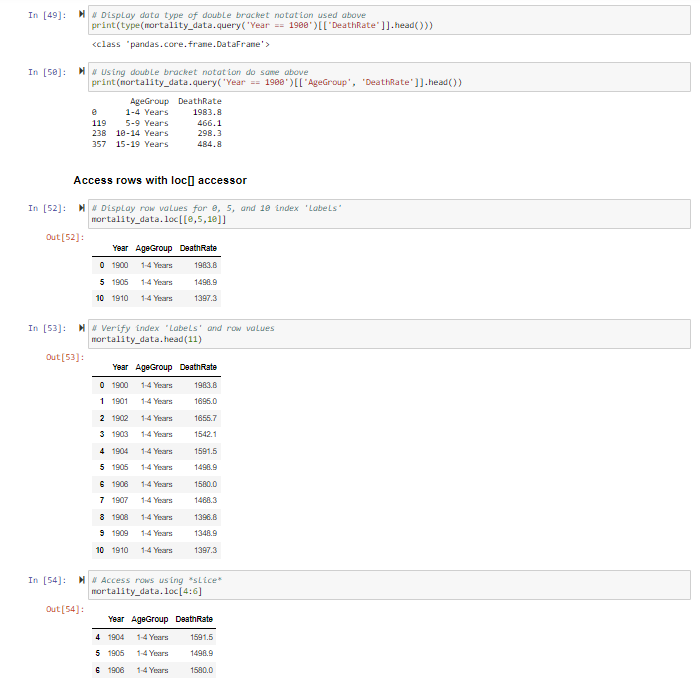 In [49]: # Display data type of double bracket notation used above
print(type(mortality_data.query('Year == 1900')[['DeathRate']].head()))
<class 'pandas.core.frame.DataFrame'>
In [50]: # Using double bracket notation do same above
print(mortality_data.query('Year == 1900')[['AgeGroup', 'DeathRate']].head())
AgeGroup DeathRate
0 1-4 Years 1983.8
119 5-9 Years 466.1
238 10-14 Years 298.3
357 15-19 Years 484.8
Access rows with loc[] accessor
In [52]: # Display row values for 0, 5, and 10 index 'labels'
mortality_data.loc[[0,5,10]]
Out[52]:
Year AgeGroup DeathRate
0 1900 1-4 Years 1983.8
5 1905 1-4 Years 1498.9
10 1910 1-4 Years 1397.3
In [53]: # Verify index 'labels' and row values
mortality_data.head(11)
Out[53]:
Year AgeGroup DeathRate
0 1900 1-4 Years 1983.8
1 1901 1-4 Years 1695.0
2 1902 1-4 Years 1655.7
3 1903 1-4 Years 1542.1
4 1904 1-4 Years 1591.5
5 1905 1-4 Years 1498.9
6 1906 1-4 Years 1580.0
7 1907 1-4 Years 1468.3
8 1908 1-4 Years 1396.8
9 1909 1-4 Years 1348.9
10 1910 1-4 Years 1397.3
In [54]: # Access rows using *slice*
mortality_data.loc[4:6]
Out[54]:
Year AgeGroup DeathRate
4 1904 1-4 Years 1591.5
5 1905 1-4 Years 1498.9
6 1906 1-4 Years 1580.0